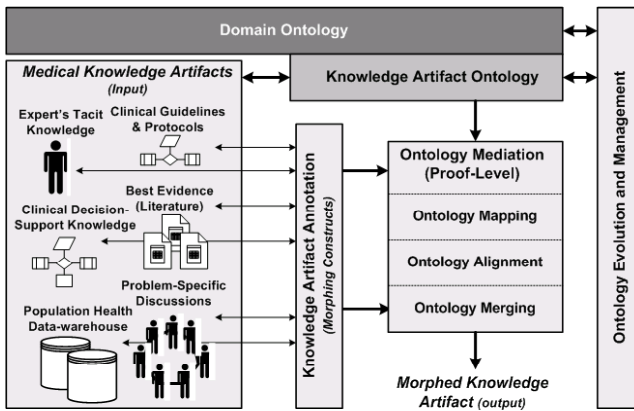 Domain Ontology
Medical Knowledge Artifacts
(Input)
Knowledge Artifact Ontology
Expert's Tacit
Knowledge
Clinical Guidelines
& Protocols
Best Evidence
(Literature)
Clinical Decision-
Support Knowledge
Problem-Specific
Discussions
Population Health
Data-warehouse
Knowledge Artifact Annotation
(Morphing Constructs)
Ontology Mediation
(Proof-Level)
Ontology Mapping
Ontology Alignment
Ontology Merging
Morphed Knowledge
Artifact (output)
Ontology Evolution and Management